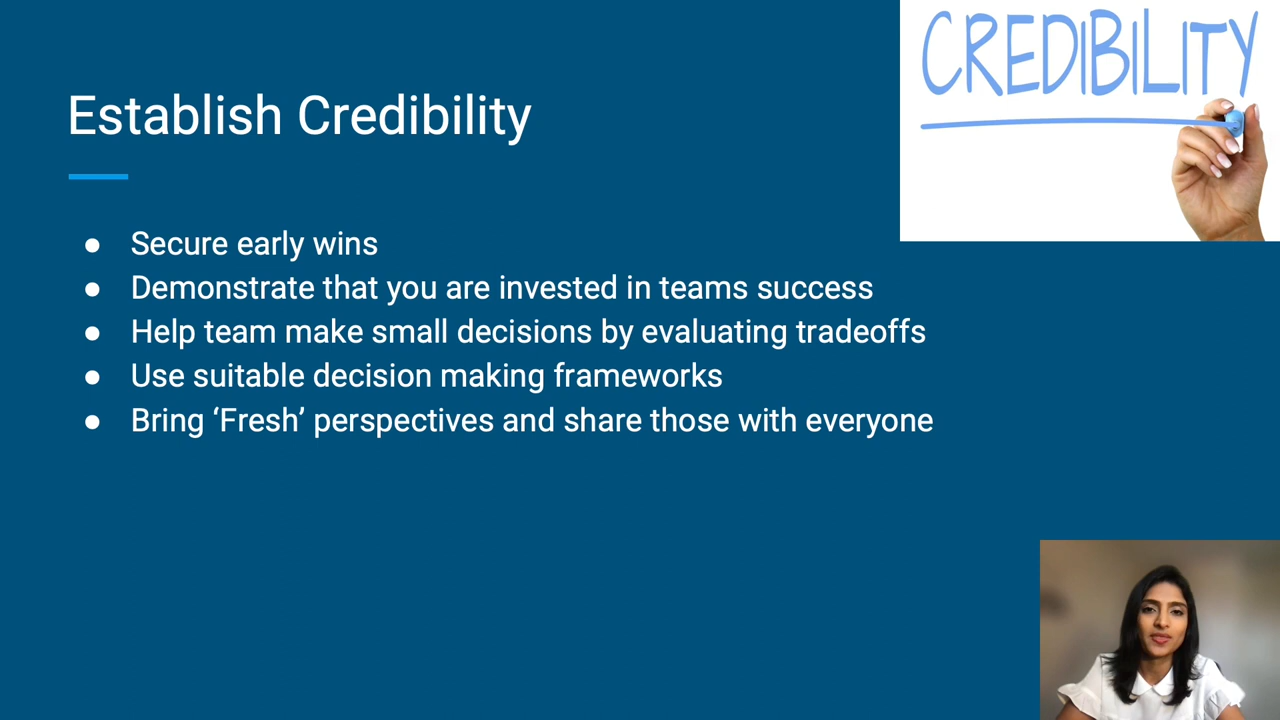 CREDIBILITY
Establish Credibility
● Secure early wins
● Demonstrate that you are invested in teams success
● Help team make small decisions by evaluating tradeoffs
● Use suitable decision making frameworks
● Bring ‘Fresh’ perspectives and share those with everyone